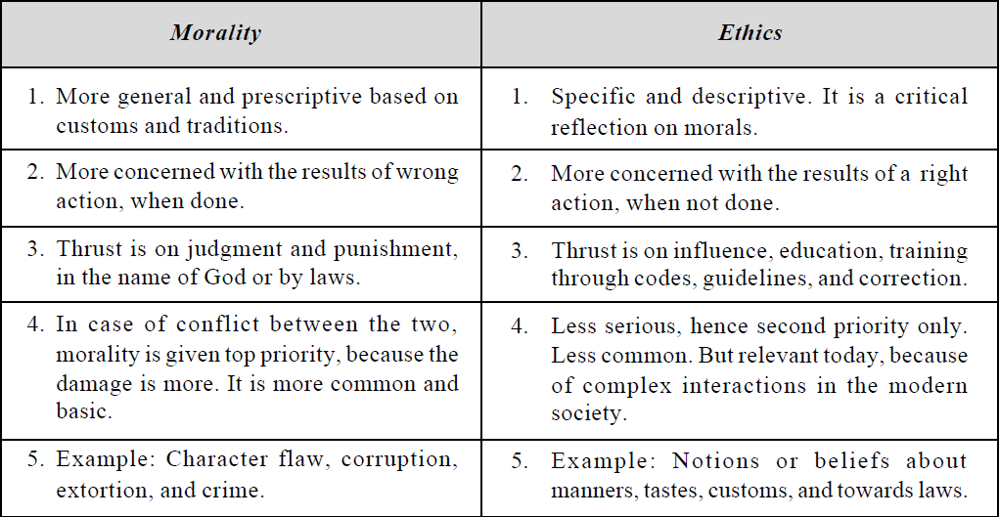 Morality
Ethics
1. More general and prescriptive based on
customs and traditions.
1. Specific and descriptive. It is a critical
reflection on morals.
2. More concerned with the results of wrong
action, when done.
2. More concerned with the results of a right
action, when not done.
3. Thrust is on judgment and punishment,
in the name of God or by laws.
3. Thrust is on influence, education, training
through codes, guidelines, and correction.
4. In case of conflict between the two,
morality is given top priority, because the
damage is more. It is more common and
basic.
4. Less serious, hence second priority only.
Less common. But relevant today, because
of complex interactions in the modern
society.
5. Example: Character flaw, corruption,
extortion, and crime.
5. Example: Notions or beliefs about
manners, tastes, customs, and towards laws.